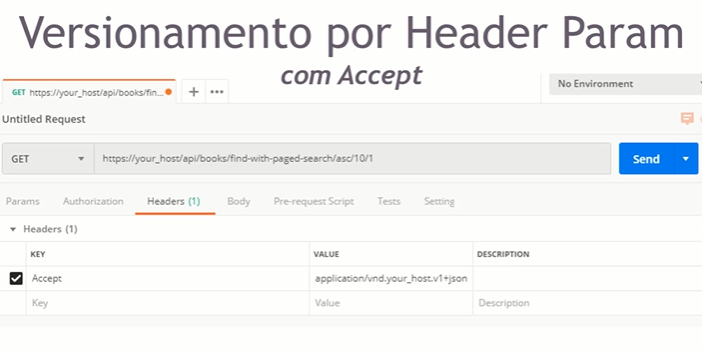 Versionamento por Header Param
com Accept
GET https://your_host/api/books/fin... + ••• No Environment
Untitled Request
GET https://your_host/api/books/find-with-paged-search/asc/10/1 Send
Params Authorization Headers (1) Body Pre-request Script Tests Setting
Headers (1)
KEY VALUE DESCRIPTION
Accept application/vnd.your_host.v1+json
Key Value Description